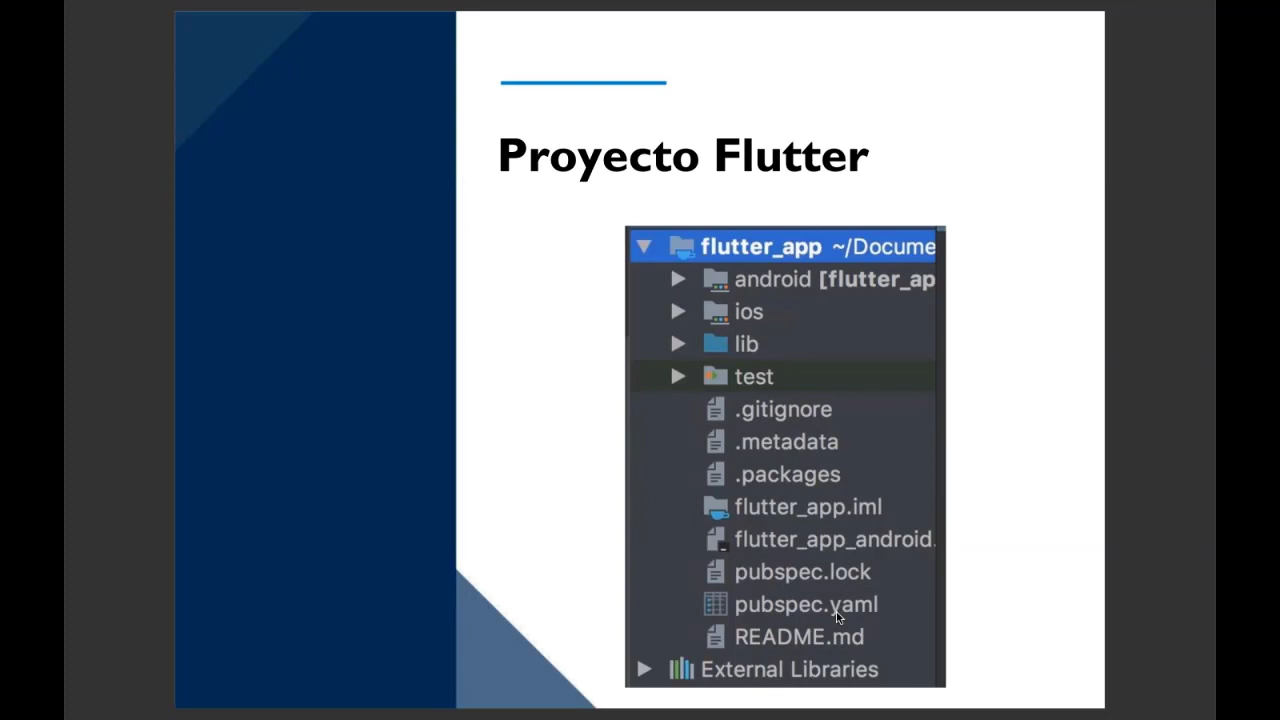 Proyecto Flutter
flutter_app ~/Docume
android [flutter_ap
ios
lib
test
.gitignore
.metadata
.packages
flutter_app.iml
flutter_app_android.
pubspec.lock
pubspec.yaml
README.md
External Libraries